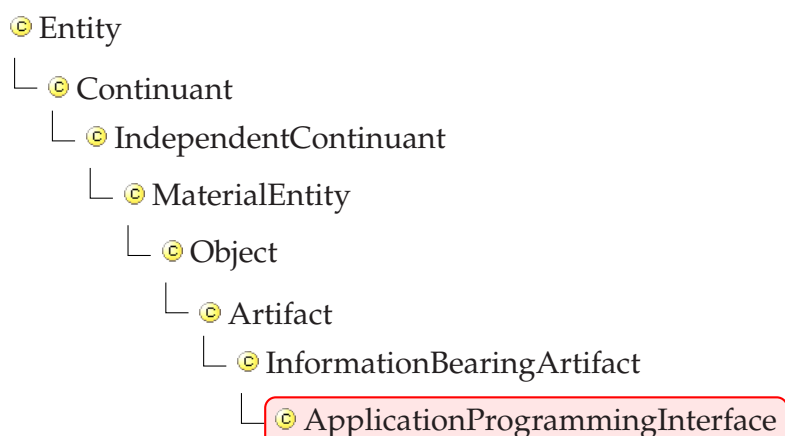 Entity
Continuant
IndependentContinuant
MaterialEntity
Object
Artifact
InformationBearingArtifact
ApplicationProgrammingInterface